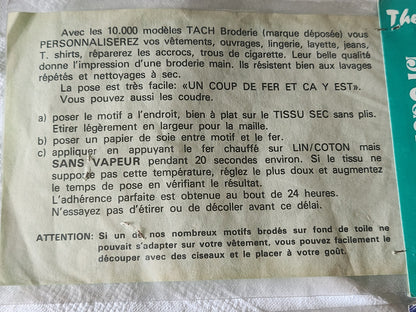 Avec les 10.000 modèles TACH Broderie (marque déposée) vous
PERSONNALISEREZ vos vêtements, ouvrages, lingerie, layette, jeans,
T. shirts, réparerez les accrocs, trous de cigarette. Leur belle qualité
donne l'impression d'une broderie main. Ils résistent bien aux lavages
répétés et nettoyages à sec.
La pose est très facile: «UN COUP DE FER ET CA Y EST».
Vous pouvez aussi les coudre.
a) poser le motif a l'endroit, bien à plat sur le TISSU SEC sans plis.
Etirer légèrement en largeur pour la maille.
b) poser un papier de soie entre motif et le fer.
c) appliquer en appuyant le fer chauffé sur LIN/COTON mais
SANS VAPEUR pendant 20 secondes environ. Si le tissu ne
supporte pas cette température, réglez le plus doux et augmentez
le temps de pose en vérifiant le résultat.
L'adhérence parfaite est obtenue au bout de 24 heures.
N'essayez pas d'étirer ou de décoller avant ce délai.
ATTENTION: Si un de nos nombreux motifs brodés sur fond de toile ne
pouvait s'adapter sur votre vêtement, vous pouvez facilement le
découper avec des ciseaux et le placer à votre goût.
The